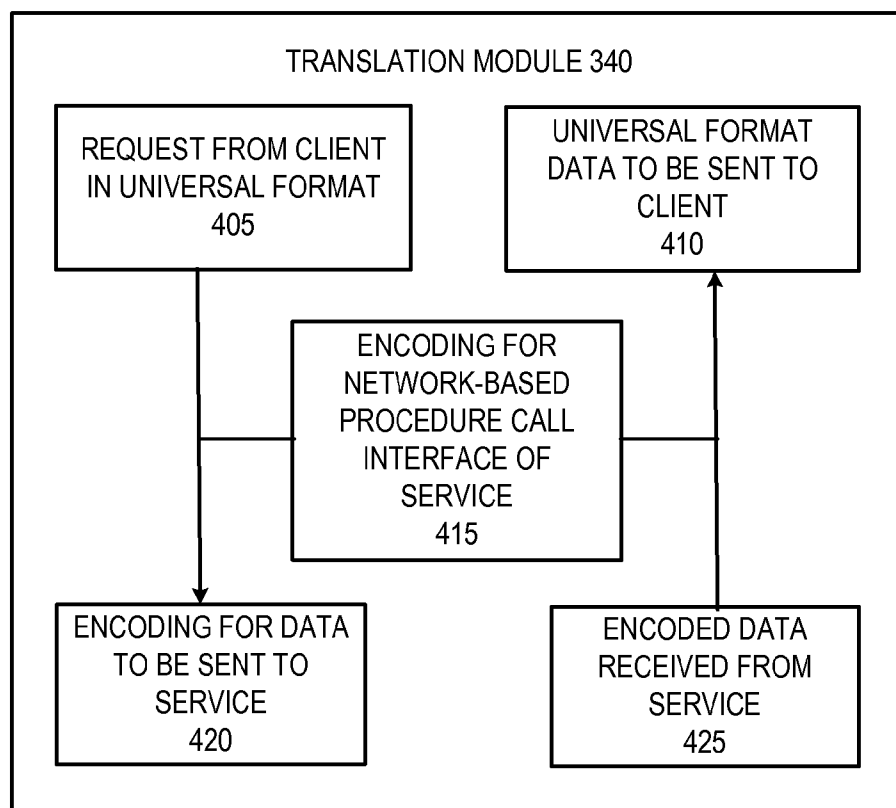 TRANSLATION MODULE 340
REQUEST FROM CLIENT
IN UNIVERSAL FORMAT
405
UNIVERSAL FORMAT
DATA TO BE SENT TO
CLIENT
410
ENCODING FOR
NETWORK-BASED
PROCEDURE CALL
INTERFACE OF
SERVICE
415
ENCODING FOR DATA
TO BE SENT TO
SERVICE
420
ENCODED DATA
RECEIVED FROM
SERVICE
425